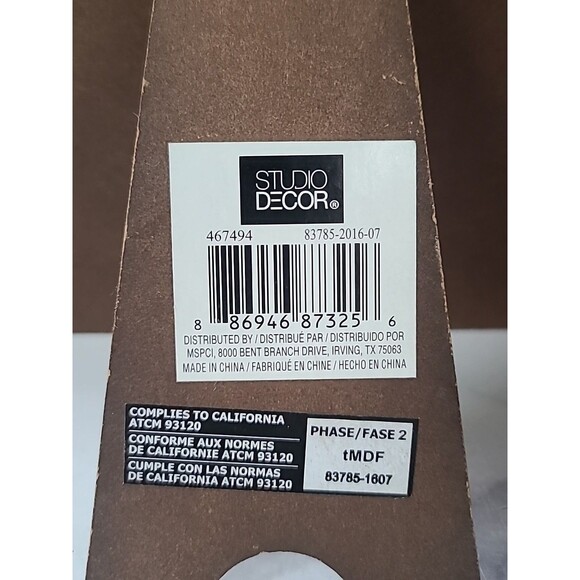 STUDIO
DECOR®
467494 83785-2016-07
8 86946 87325 6
DISTRIBUTED BY / DISTRIBUÉ PAR / DISTRIBUIDO POR
MSPCI, 8000 BENT BRANCH DRIVE, IRVING, TX 75063
MADE IN CHINA / FABRIQUÉ EN CHINE / HECHO EN CHINA
COMPLIES TO CALIFORNIA
ATCM 93120
CONFORME AUX NORMES
DE CALIFORNIE ATCM 93120
CUMPLE CON LAS NORMAS
DE CALIFORNIA ATCM 93120
PHASE/FASE 2
tMDF
83785-1607